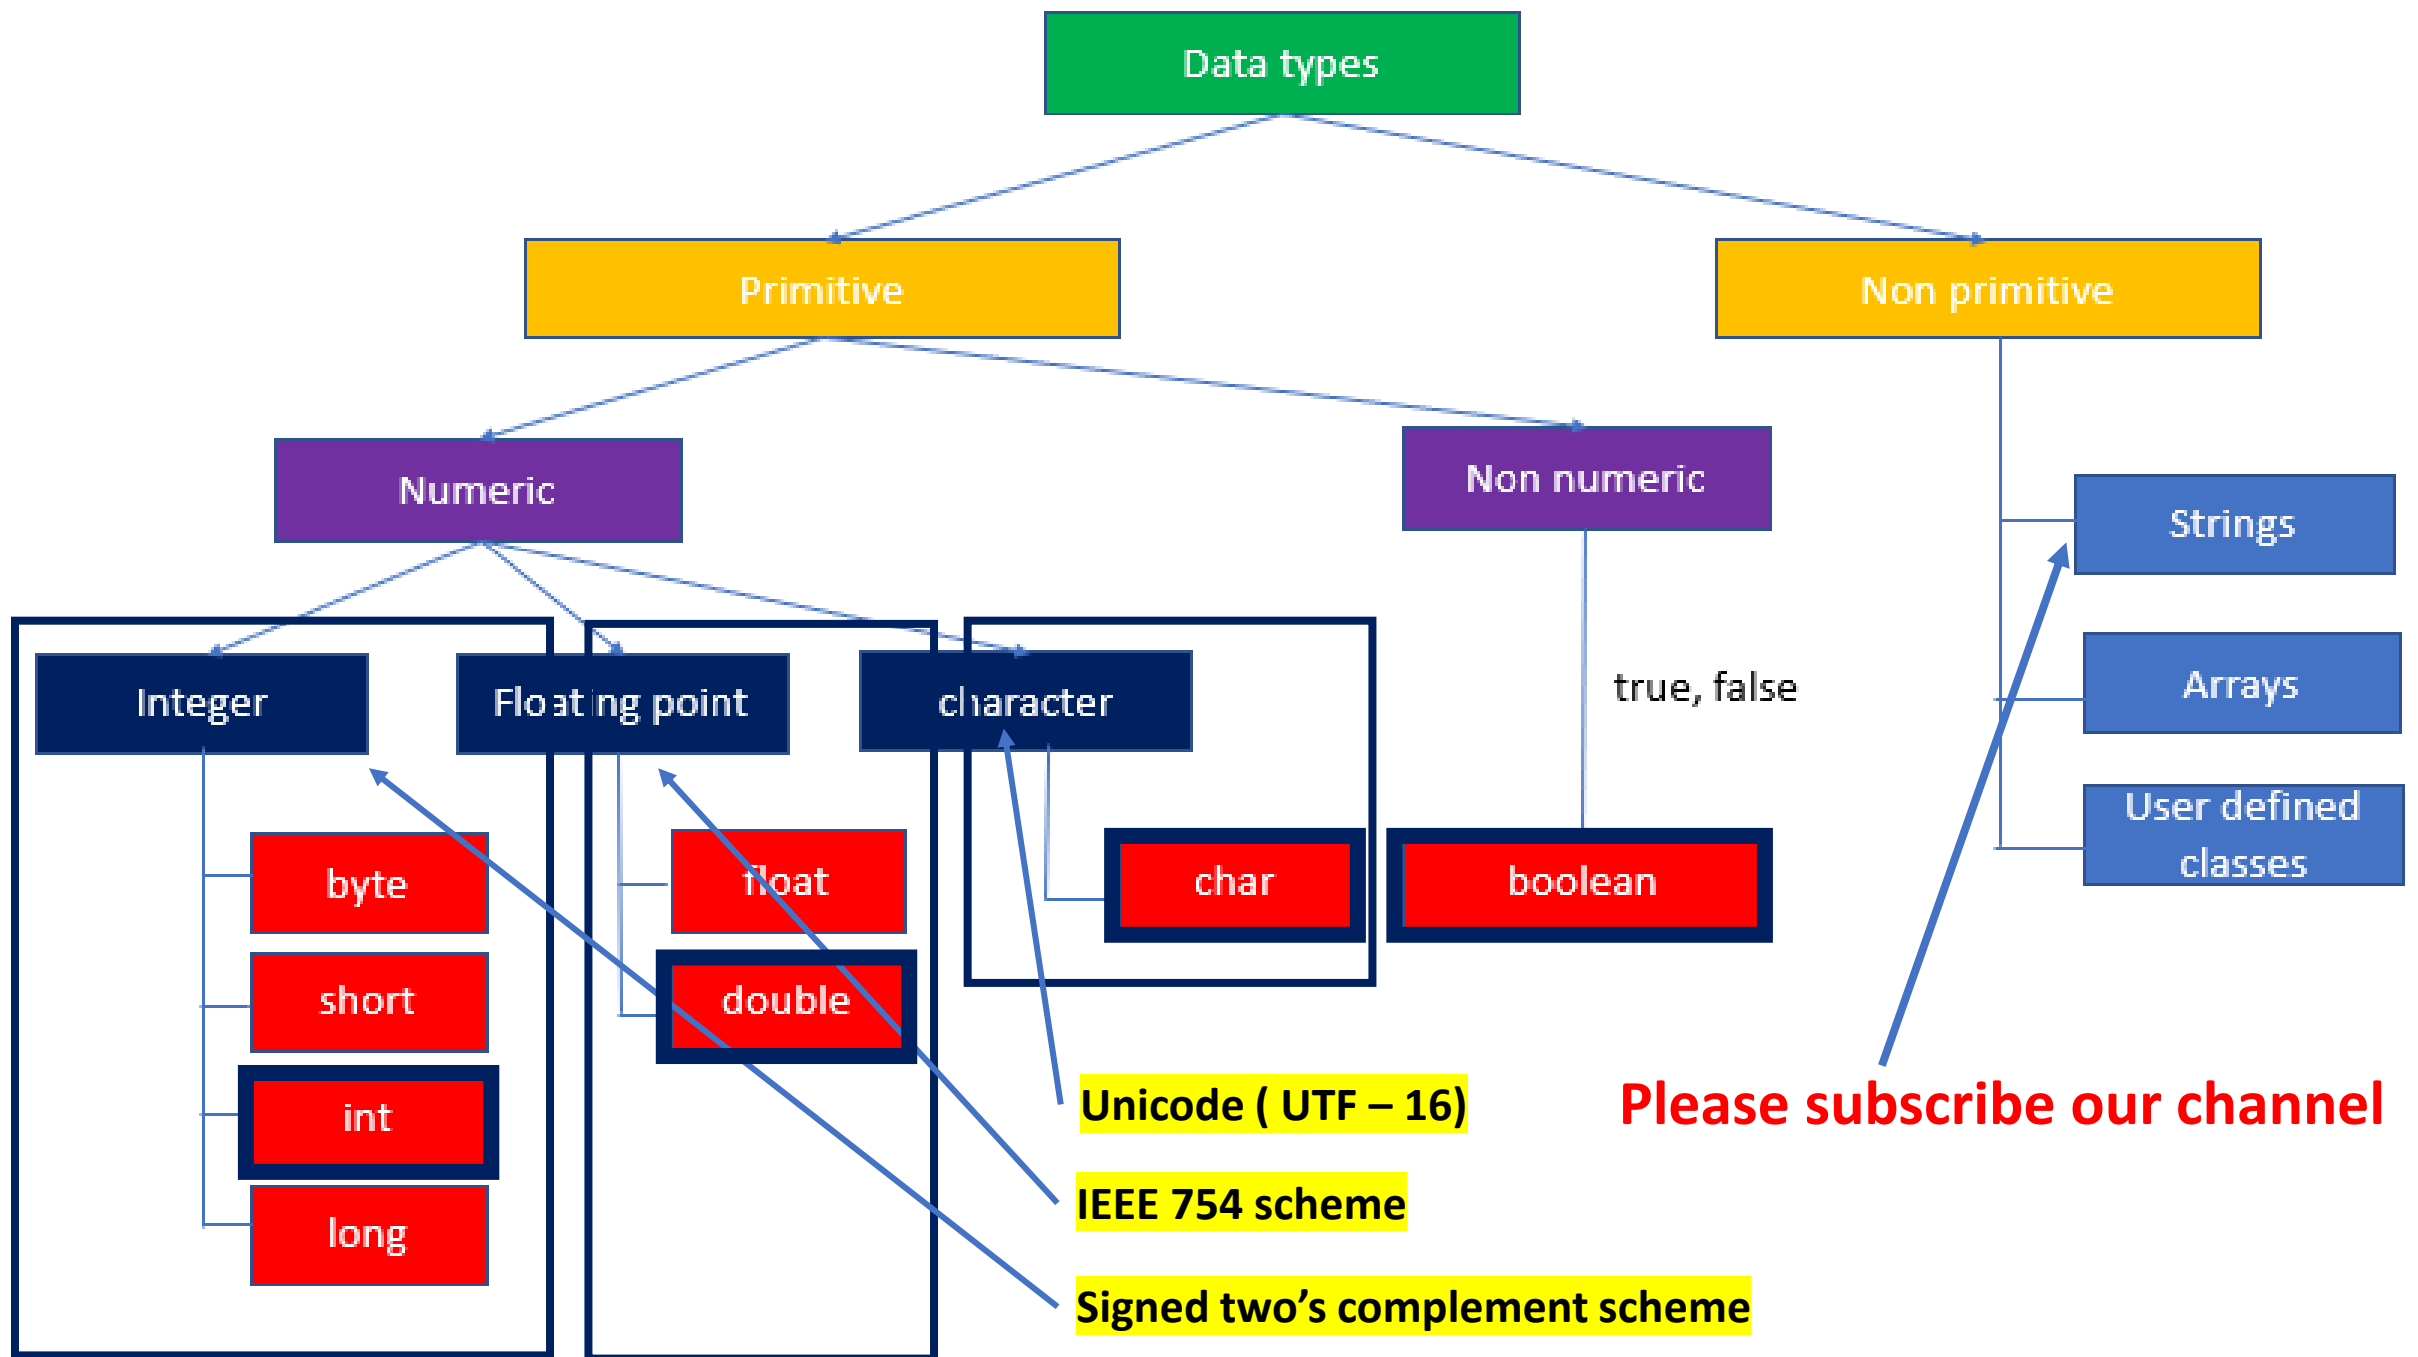 Data types
Primitive
Non primitive
Numeric
Non numeric
Strings
Integer
Floating point
character
true, false
Arrays
User defined
classes
byte
float
char
boolean
short
double
int
long
Unicode ( UTF – 16)
Please subscribe our channel
IEEE 754 scheme
Signed two’s complement scheme